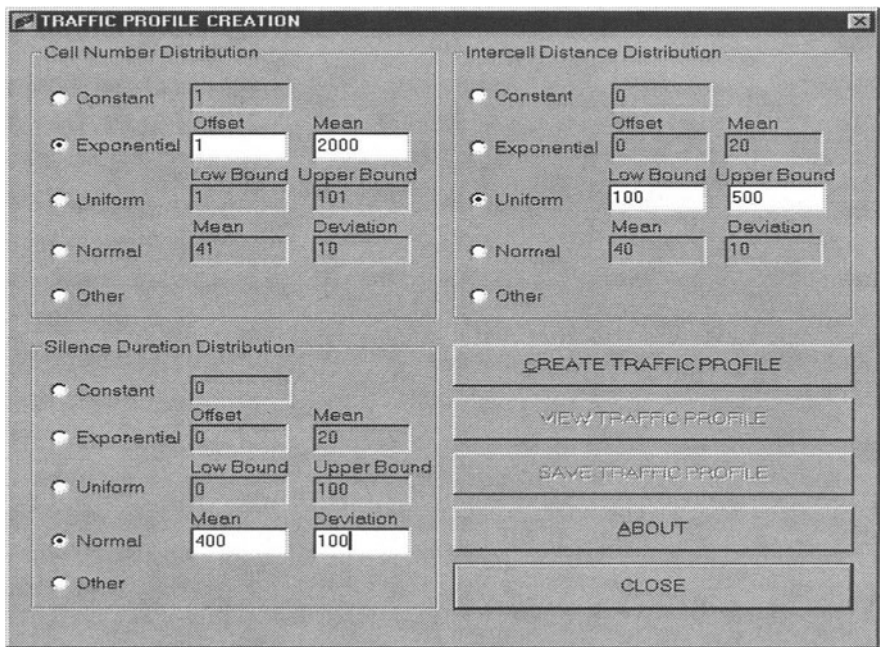 TRAFFIC PROFILE CREATION
Cell Number Distribution
Constant 1
Offset Mean
Exponential 1 2000
Low Bound Upper Bound
Uniform 1 101
Mean Deviation
Normal 41 10
Other
Intercell Distance Distribution
Constant 0
Offset Mean
Exponential 0 20
Low Bound Upper Bound
Uniform 100 500
Mean Deviation
Normal 40 10
Other
Silence Duration Distribution
Constant 0
Offset Mean
Exponential 0 20
Low Bound Upper Bound
Uniform 0 100
Mean Deviation
Normal 400 100
Other
CREATE TRAFFIC PROFILE
VIEW TRAFFIC PROFILE
SAVE TRAFFIC PROFILE
ABOUT
CLOSE